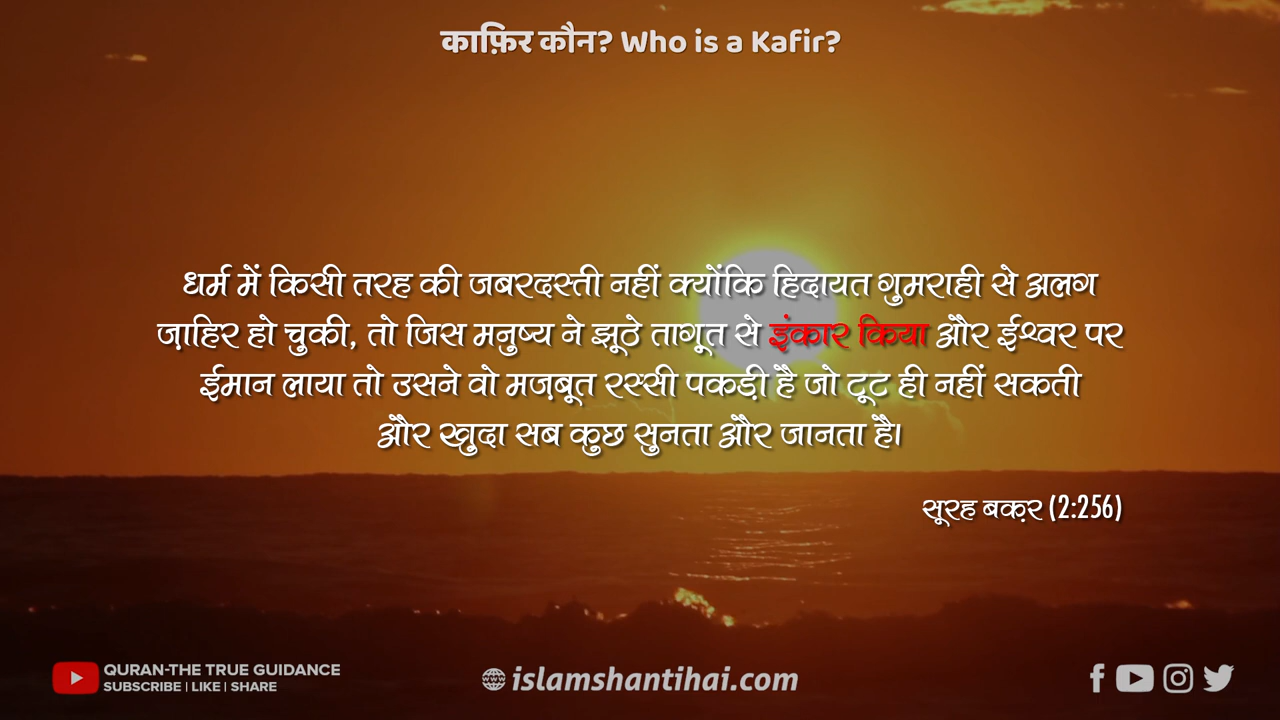 काफ़िर कौन? Who is a Kafir?
धर्म में किसी तरह की जबरदस्ती नहीं क्योंकि हिदायत गुमराही से अलग
ज़ाहिर हो चुकी, तो जिस मनुष्य ने झूठे तागूत से इंकार किया और ईश्वर पर
ईमान लाया तो उसने वो मज़बूत रस्सी पकड़ी है जो टूट ही नहीं सकती
और खुदा सब कुछ सुनता और जानता है।
सूरह बक़र (2:256)
QURAN-THE TRUE GUIDANCE
SUBSCRIBE | LIKE | SHARE
islamshantihai.com